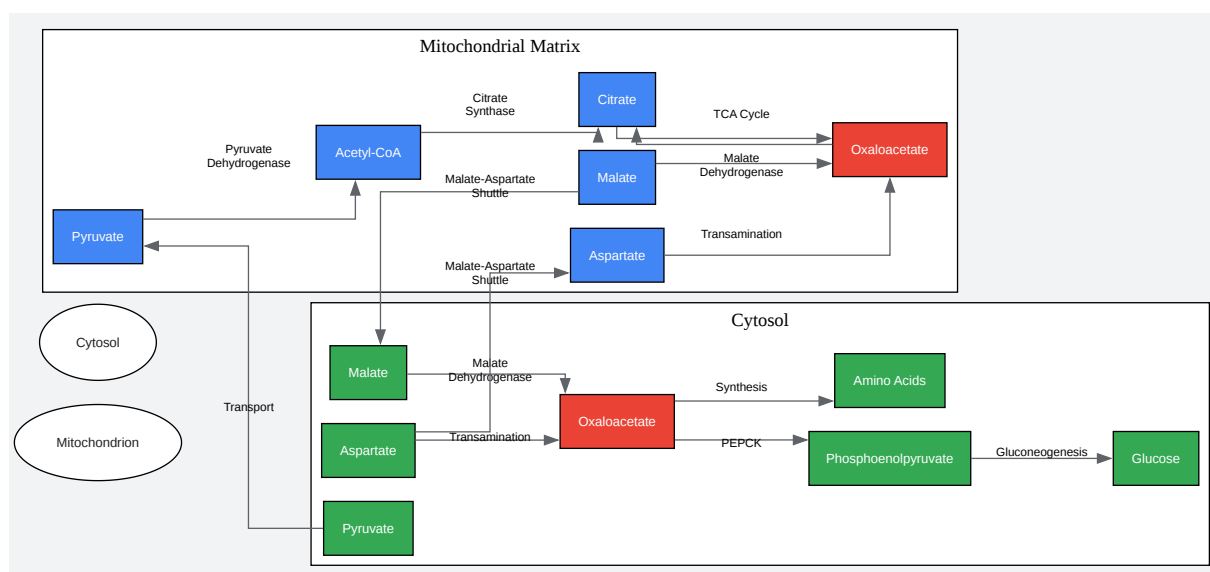 Mitochondrial Matrix
Citrate
Synthase
Citrate
TCA Cycle
Pyruvate
Dehydrogenase
Acetyl-CoA
Oxaloacetate
Malate
Malate
Dehydrogenase
Malate-Aspartate
Shuttle
Pyruvate
Aspartate
Transamination
Malate-Aspartate
Shuttle
Cytosol
Cytosol
Mitochondrion
Transport
Malate
Malate
Dehydrogenase
Oxaloacetate
Synthesis
Amino Acids
Aspartate
Transamination
PEPCK
Phosphoenolpyruvate
Gluconeogenesis
Glucose
Pyruvate